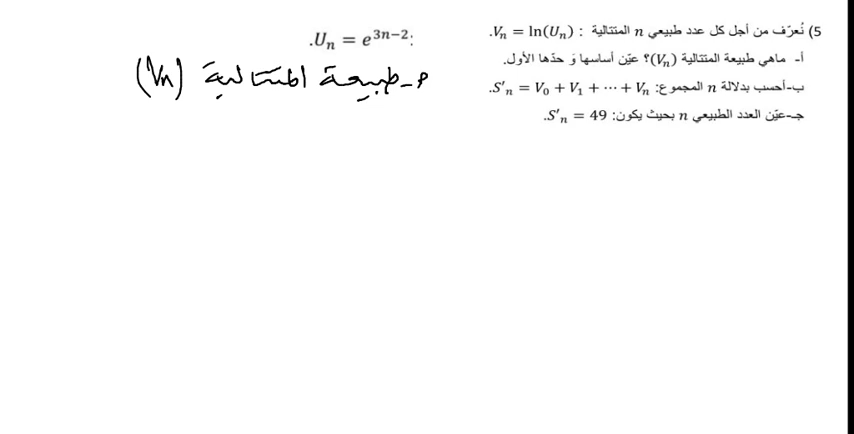 5) نُعرّف من أجل كل عدد طبيعي n المتتالية : Vₙ = ln(Uₙ).
أ- ماهي طبيعة المتتالية (Vₙ)؟ عيّن أساسها وَ حدّها الأول.
ب-أحسب بدلالة n المجموع: S'ₙ = V₀ + V₁ + ⋯ + Vₙ.
جـ-عيّن العدد الطبيعي n بحيث يكون: S'ₙ = 49.
:Uₙ = e³ⁿ⁻².
م-طبيعة المتتالية (Vn)